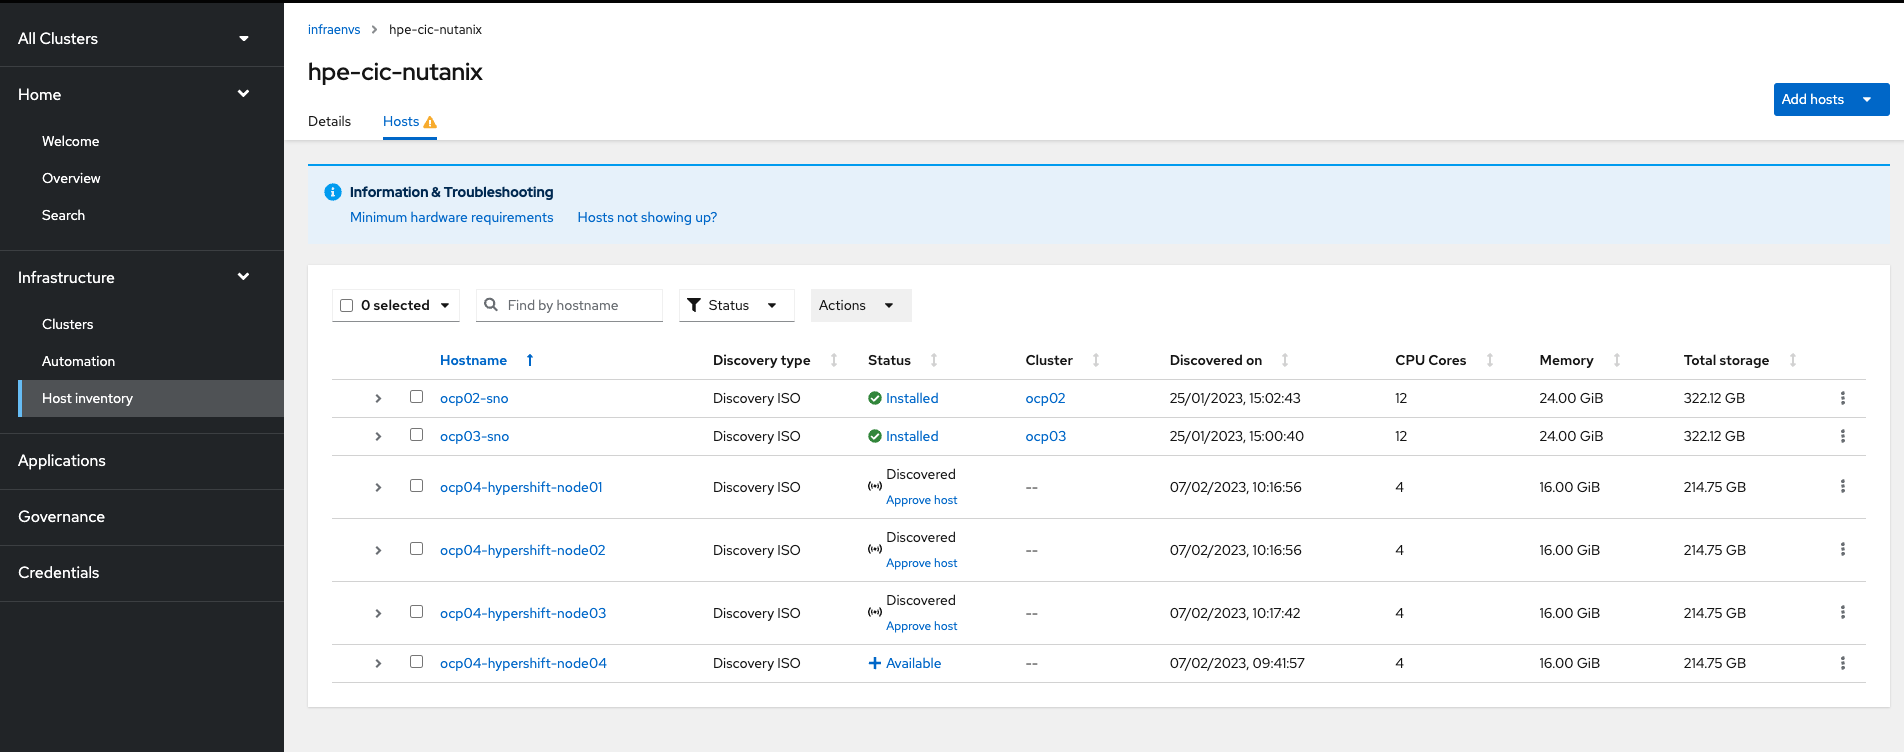 All Clusters
Home
Welcome
Overview
Search
Infrastructure
Clusters
Automation
Host inventory
Applications
Governance
Credentials
infraenvs > hpe-cic-nutanix
hpe-cic-nutanix
Add hosts
Details Hosts
Information & Troubleshooting
Minimum hardware requirements Hosts not showing up?
0 selected Find by hostname Status Actions
Hostname Discovery type Status Cluster Discovered on CPU Cores Memory Total storage
ocp02-sno Discovery ISO Installed ocp02 25/01/2023, 15:02:43 12 24.00 GiB 322.12 GB
ocp03-sno Discovery ISO Installed ocp03 25/01/2023, 15:00:40 12 24.00 GiB 322.12 GB
ocp04-hypershift-node01 Discovery ISO Discovered -- 07/02/2023, 10:16:56 4 16.00 GiB 214.75 GB
Approve host
ocp04-hypershift-node02 Discovery ISO Discovered -- 07/02/2023, 10:16:56 4 16.00 GiB 214.75 GB
Approve host
ocp04-hypershift-node03 Discovery ISO Discovered -- 07/02/2023, 10:17:42 4 16.00 GiB 214.75 GB
Approve host
ocp04-hypershift-node04 Discovery ISO Available -- 07/02/2023, 09:41:57 4 16.00 GiB 214.75 GB